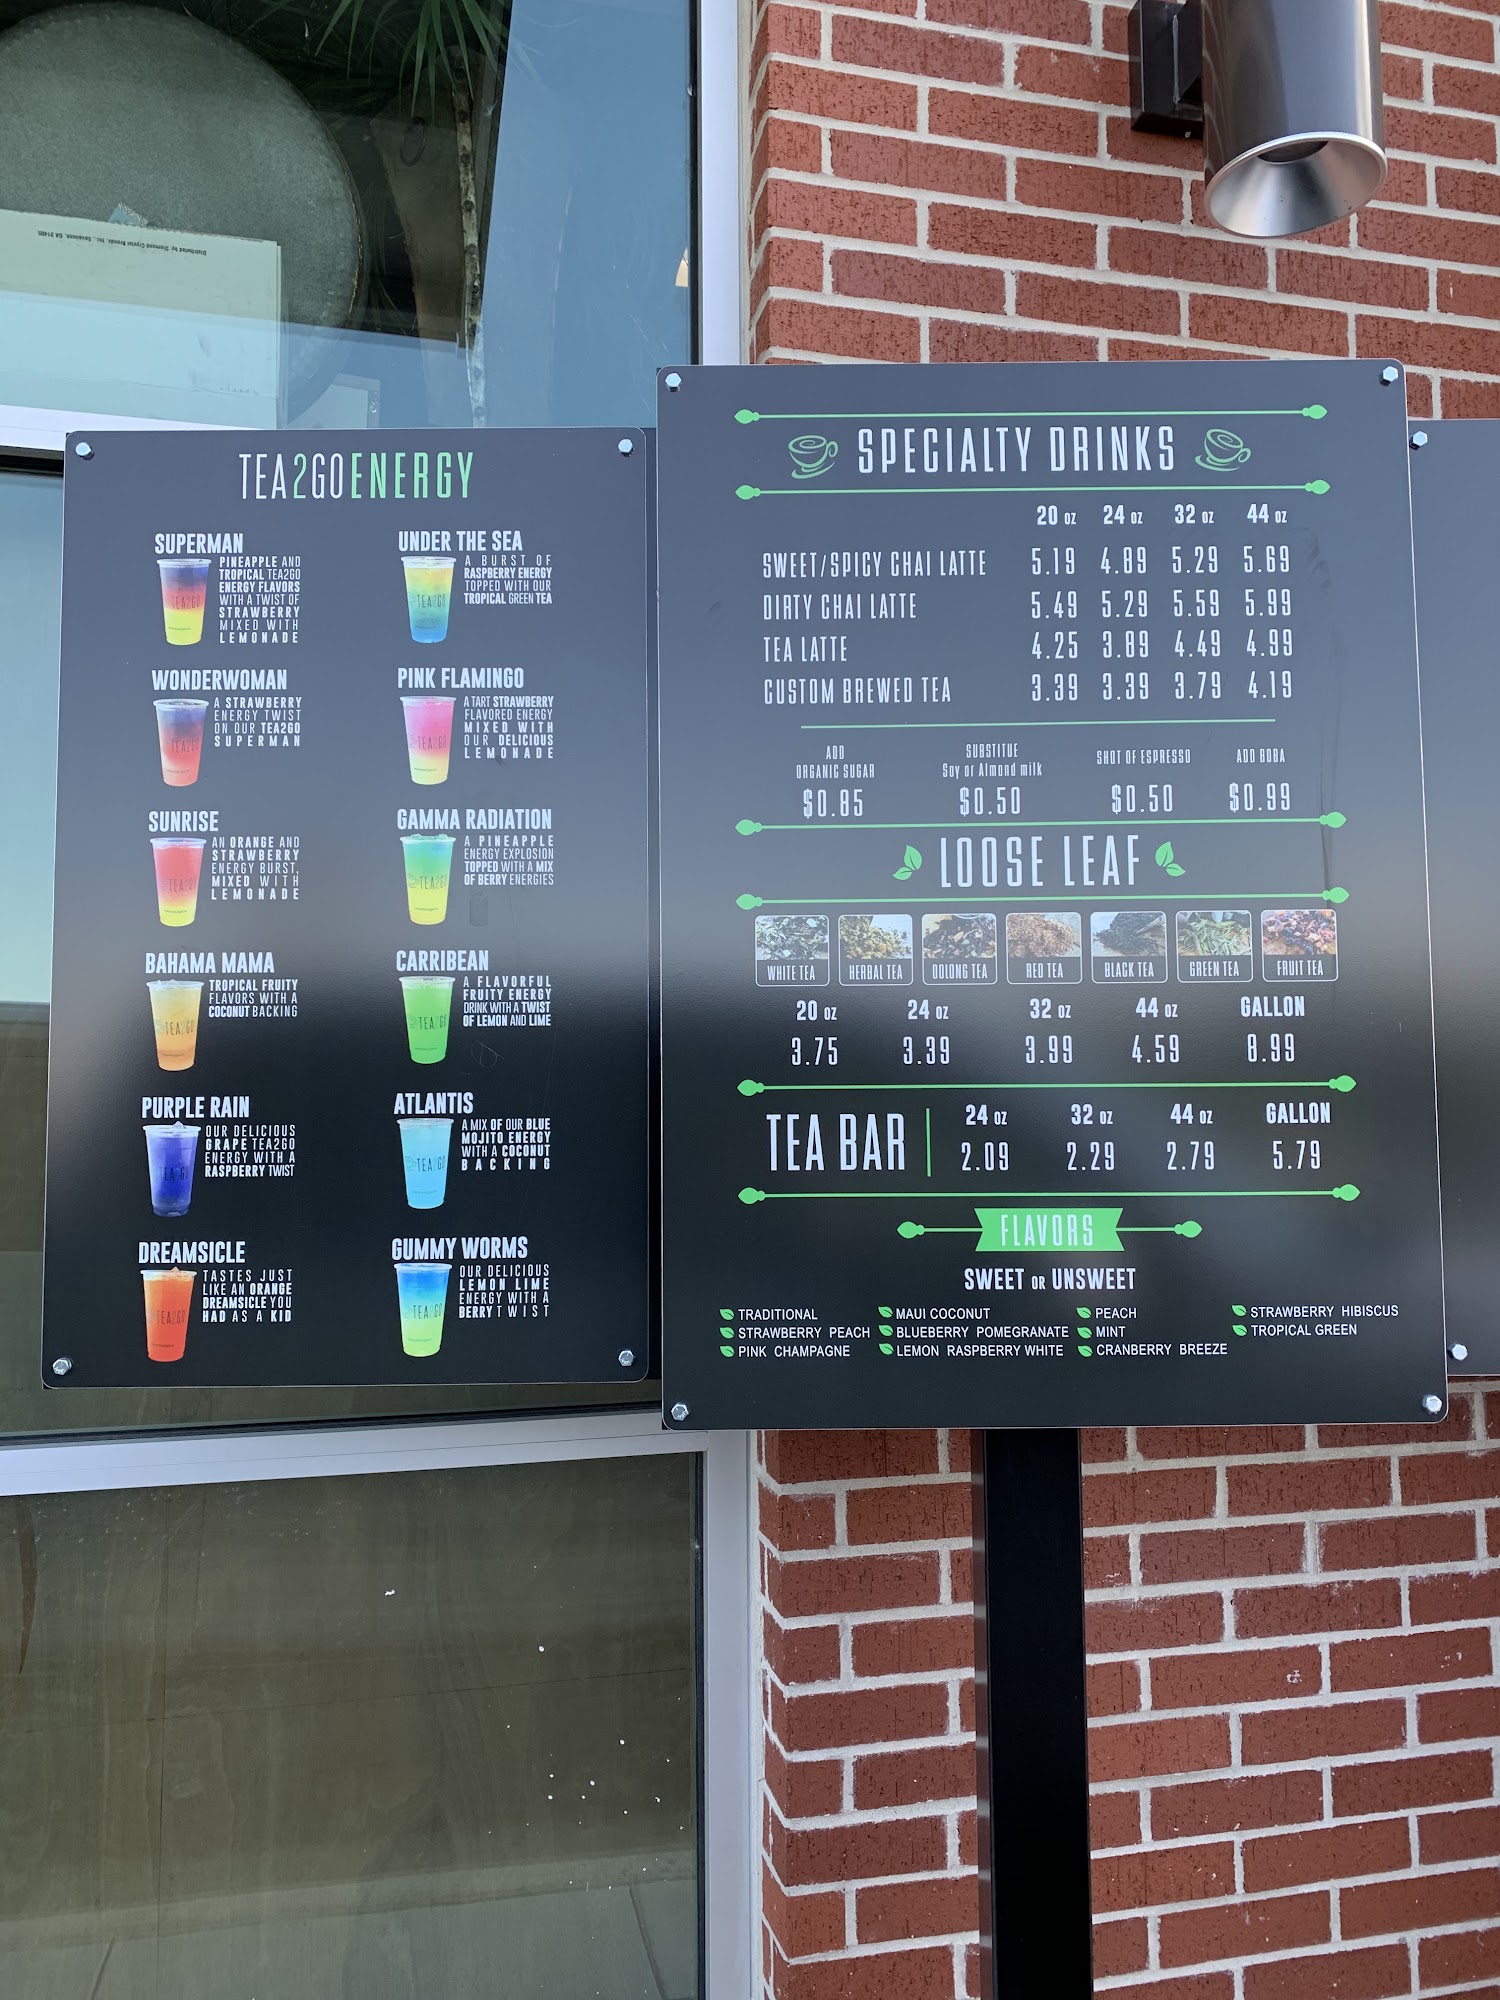 Distributed by: Diamond Crystal Brands, Inc., Savannah, GA 31405
TEA2GOENERGY
SUPERMAN
PINEAPPLE AND
TROPICAL TEA2GO
ENERGY FLAVORS
WITH A TWIST OF
STRAWBERRY
MIXED WITH
LEMONADE
UNDER THE SEA
A BURST OF
RASPBERRY ENERGY
TOPPED WITH OUR
TROPICAL GREEN TEA
WONDERWOMAN
A STRAWBERRY
ENERGY TWIST
ON OUR TEA2GO
SUPERMAN
PINK FLAMINGO
A TART STRAWBERRY
FLAVORED ENERGY
MIXED WITH
OUR DELICIOUS
LEMONADE
SUNRISE
AN ORANGE AND
STRAWBERRY
ENERGY BURST,
MIXED WITH
LEMONADE
GAMMA RADIATION
A PINEAPPLE
ENERGY EXPLOSION
TOPPED WITH A MIX
OF BERRY ENERGIES
BAHAMA MAMA
TROPICAL FRUITY
FLAVORS WITH A
COCONUT BACKING
CARRIBEAN
A FLAVORFUL
FRUITY ENERGY
DRINK WITH A TWIST
OF LEMON AND LIME
PURPLE RAIN
OUR DELICIOUS
GRAPE TEA2GO
ENERGY WITH A
RASPBERRY TWIST
ATLANTIS
A MIX OF OUR BLUE
MOJITO ENERGY
WITH A COCONUT
BACKING
DREAMSICLE
TASTES JUST
LIKE AN ORANGE
DREAMSICLE YOU
HAD AS A KID
GUMMY WORMS
OUR DELICIOUS
LEMON LIME
ENERGY WITH A
BERRY TWIST
SPECIALTY DRINKS
20 oz 24 oz 32 oz 44 oz
SWEET/SPICY CHAI LATTE 5.19 4.89 5.29 5.69
DIRTY CHAI LATTE 5.49 5.29 5.59 5.99
TEA LATTE 4.25 3.89 4.49 4.99
CUSTOM BREWED TEA 3.39 3.39 3.79 4.19
ADD
ORGANIC SUGAR
$0.85
SUBSTITUE
Soy or Almond milk
$0.50
SHOT OF ESPRESSO
$0.50
ADD BOBA
$0.99
LOOSE LEAF
WHITE TEA HERBAL TEA OOLONG TEA RED TEA BLACK TEA GREEN TEA FRUIT TEA
20 oz 24 oz 32 oz 44 oz GALLON
3.75 3.39 3.99 4.59 8.99
TEA BAR
24 oz 32 oz 44 oz GALLON
2.09 2.29 2.79 5.79
FLAVORS
SWEET OR UNSWEET
TRADITIONAL MAUI COCONUT PEACH STRAWBERRY HIBISCUS
STRAWBERRY PEACH BLUEBERRY POMEGRANATE MINT TROPICAL GREEN
PINK CHAMPAGNE LEMON RASPBERRY WHITE CRANBERRY BREEZE